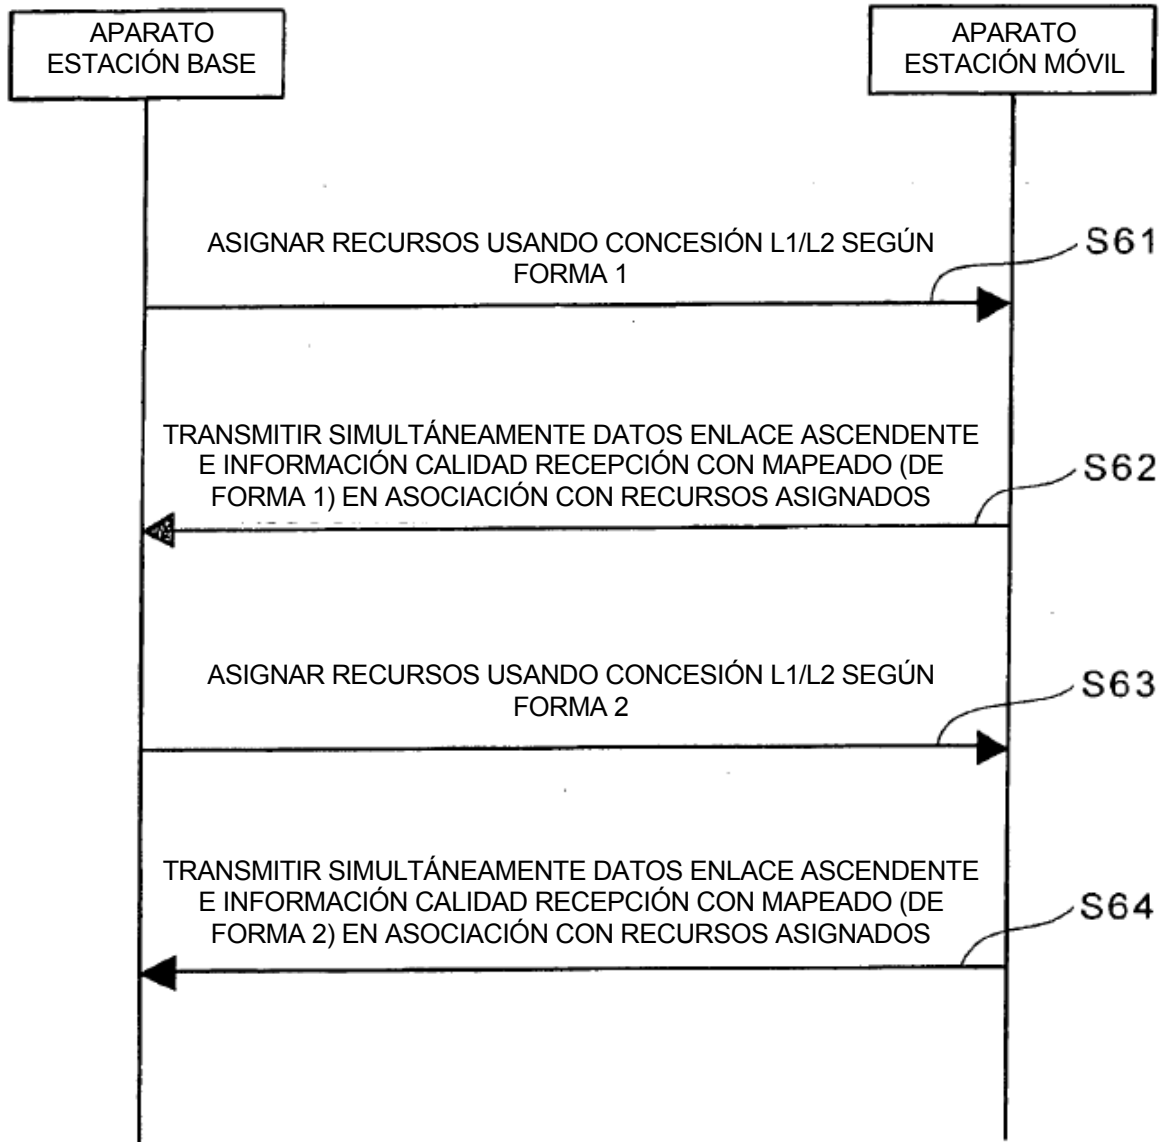 APARATO
ESTACIÓN BASE
APARATO
ESTACIÓN MÓVIL
ASIGNAR RECURSOS USANDO CONCESIÓN L1/L2 SEGÚN
FORMA 1
S61
TRANSMITIR SIMULTÁNEAMENTE DATOS ENLACE ASCENDENTE
E INFORMACIÓN CALIDAD RECEPCIÓN CON MAPEADO (DE
FORMA 1) EN ASOCIACIÓN CON RECURSOS ASIGNADOS
S62
ASIGNAR RECURSOS USANDO CONCESIÓN L1/L2 SEGÚN
FORMA 2
S63
TRANSMITIR SIMULTÁNEAMENTE DATOS ENLACE ASCENDENTE
E INFORMACIÓN CALIDAD RECEPCIÓN CON MAPEADO (DE
FORMA 2) EN ASOCIACIÓN CON RECURSOS ASIGNADOS
S64